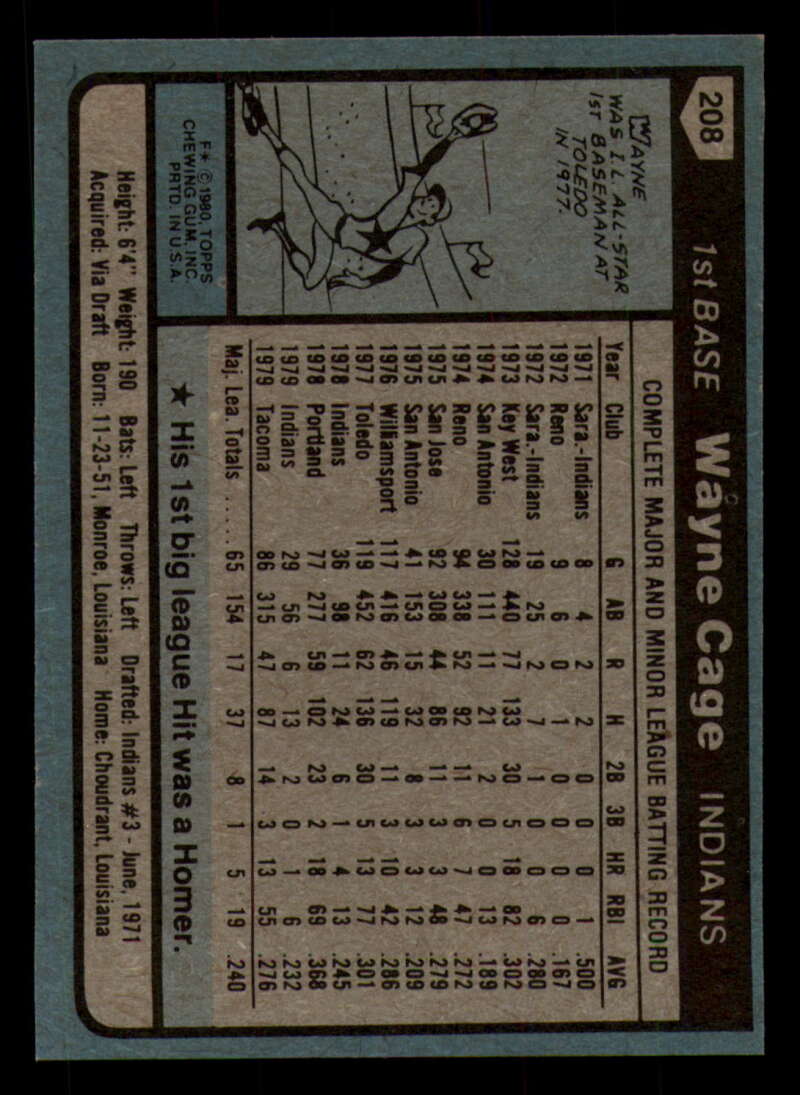 208
1st BASE Wayne Cage INDIANS
WAYNE
WAS I.L. ALL-STAR
1ST BASEMAN AT
TOLEDO
IN 1977.
F★ © 1980, TOPPS
CHEWING GUM, INC.
PRTD. IN U.S.A.
COMPLETE MAJOR AND MINOR LEAGUE BATTING RECORD
Year Club G AB R H 2B 3B HR RBI AVG
1971 Sara.-Indians 8 4 2 2 0 0 0 1 .500
1972 Reno 9 6 0 1 0 0 0 0 .167
1972 Sara.-Indians 19 25 2 7 1 0 0 6 .280
1973 Key West 128 440 77 133 30 5 18 82 .302
1974 San Antonio 30 111 11 21 2 0 0 13 .189
1974 Reno 94 338 52 92 11 6 7 47 .272
1975 San Jose 92 308 44 86 11 3 3 48 .279
1975 San Antonio 41 153 15 32 8 3 3 12 .209
1976 Williamsport 117 416 46 119 11 3 10 42 .286
1977 Toledo 119 452 62 136 30 5 13 77 .301
1978 Indians 36 98 11 24 6 1 4 13 .245
1978 Portland 77 277 59 102 23 2 18 69 .368
1979 Indians 29 56 6 13 2 0 1 6 .232
1979 Tacoma 86 315 47 87 14 3 13 55 .276
Maj. Lea. Totals ..... 65 154 17 37 8 1 5 19 .240
★ His 1st big league Hit was a Homer.
Height: 6'4" Weight: 190 Bats: Left Throws: Left Drafted: Indians #3 - June, 1971
Acquired: Via Draft Born: 11-23-51, Monroe, Louisiana Home: Choudrant, Louisiana